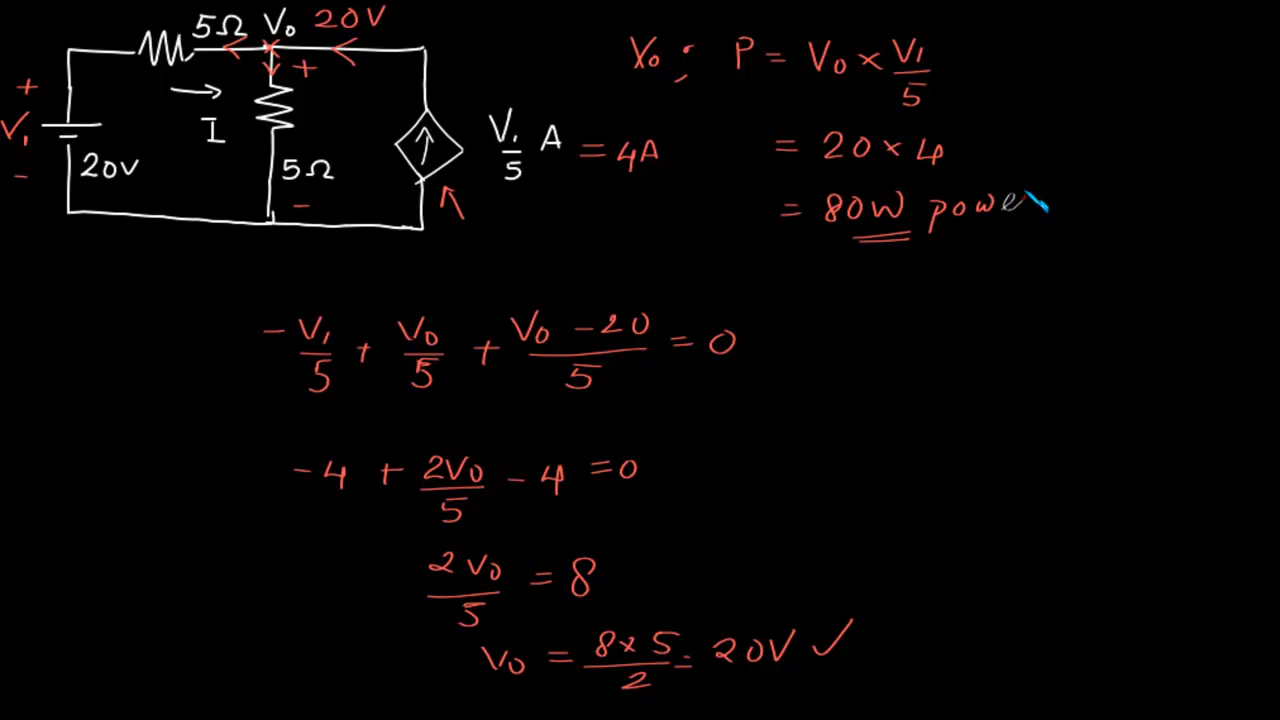 5Ω V₀ 20V
+
V₁
-
20V
I
+
5Ω
-
V₁/5 A = 4A
V₀ : P = V₀ × V₁/5
= 20 × 4
= 80W power
- V₁/5 + V₀/5 + V₀ - 20/5 = 0
- 4 + 2V₀/5 - 4 = 0
2V₀/5 = 8
V₀ = 8 × 5/2 = 20V ✓